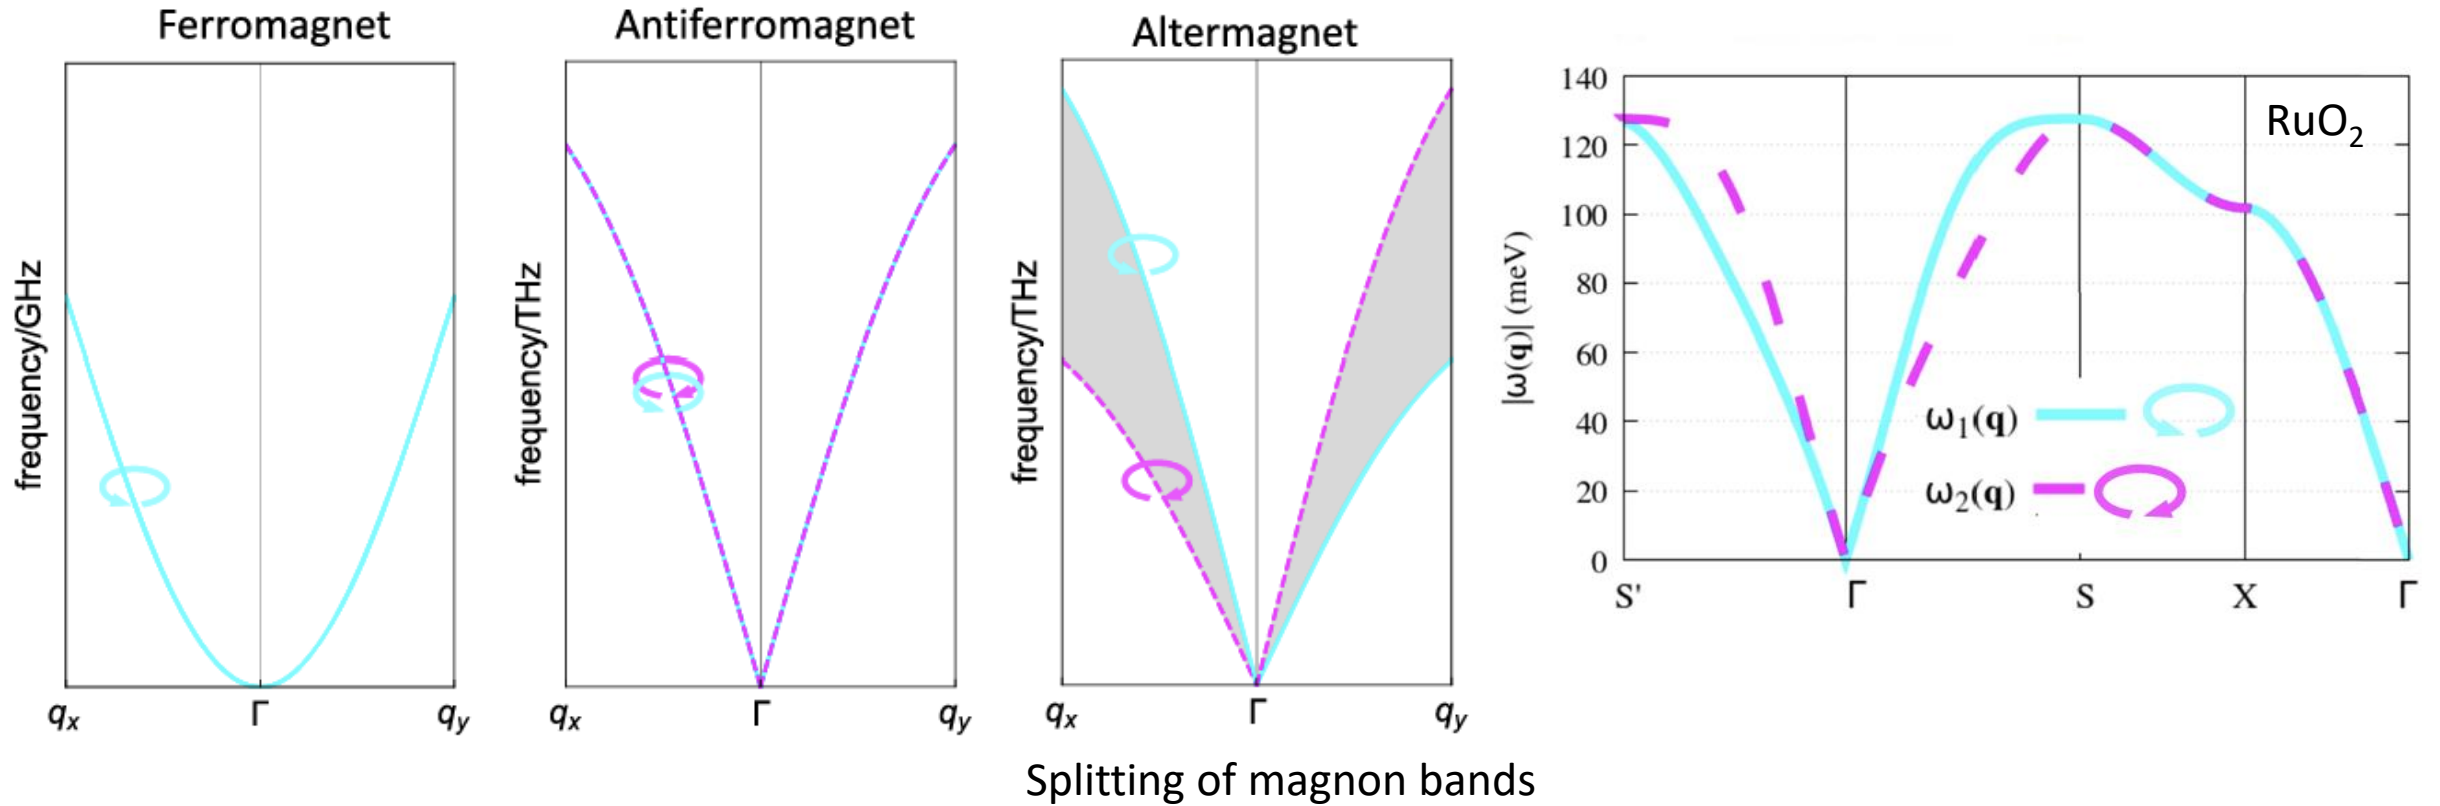 Ferromagnet
frequency/GHz
qx Γ qy
Antiferromagnet
frequency/THz
qx Γ qy
Altermagnet
frequency/THz
qx Γ qy
RuO2
|ω(q)| (meV)
140
120
100
80
60
40
20
0
ω1(q)
ω2(q)
S' Γ S X Γ
Splitting of magnon bands